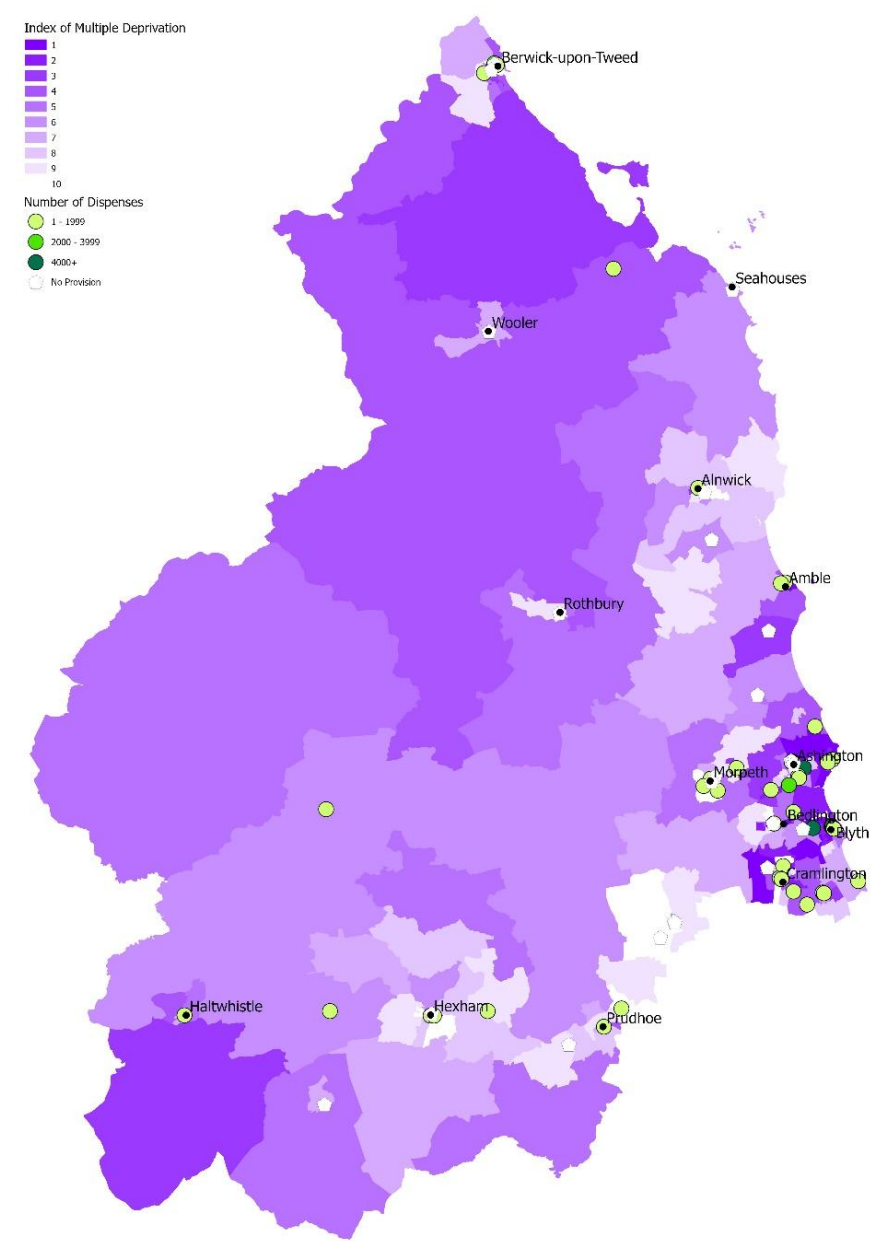 Index of Multiple Deprivation
1
2
3
4
5
6
7
8
9
10
Number of Dispenses
1 - 1999
2000 - 3999
4000+
No Provision
Berwick-upon-Tweed
Seahouses
Wooler
Alnwick
Amble
Rothbury
Ashington
Morpeth
Bedlington
Blyth
Cramlington
Haltwhistle
Hexham
Prudhoe